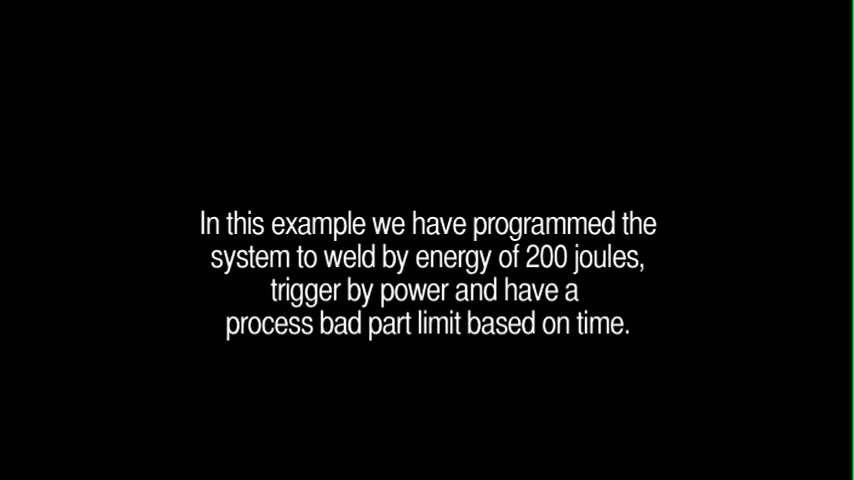 In this example we have programmed the
system to weld by energy of 200 joules,
trigger by power and have a
process bad part limit based on time.